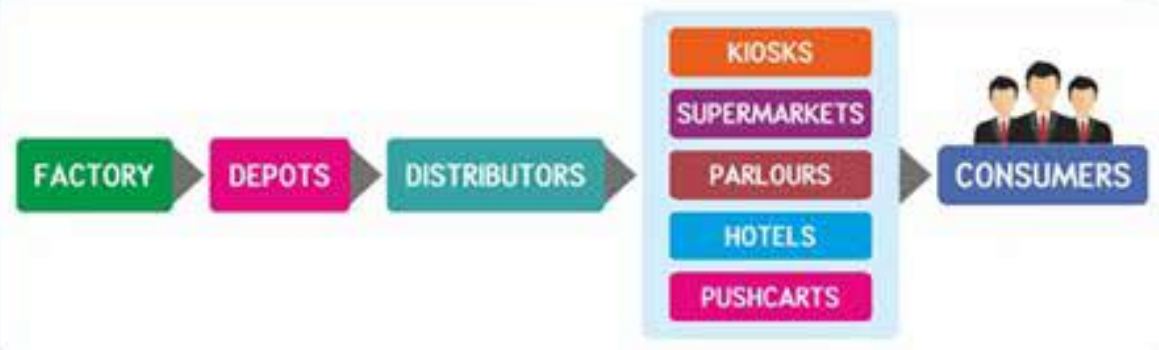 FACTORY
DEPOTS
DISTRIBUTORS
KIOSKS
SUPERMARKETS
PARLOURS
HOTELS
PUSHCARTS
CONSUMERS